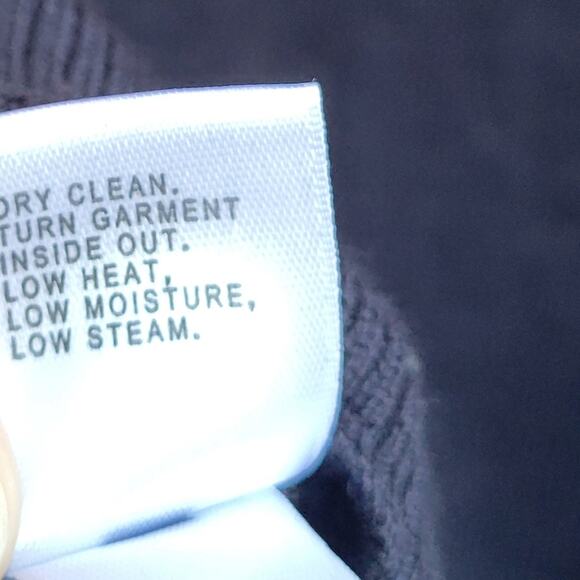 DRY CLEAN.
TURN GARMENT
INSIDE OUT.
LOW HEAT,
LOW MOISTURE,
LOW STEAM.